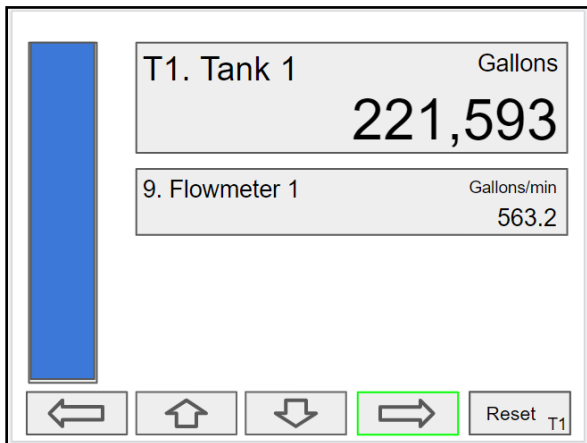 T1. Tank 1 Gallons
221,593
9. Flowmeter 1 Gallons/min
563.2
Reset T1